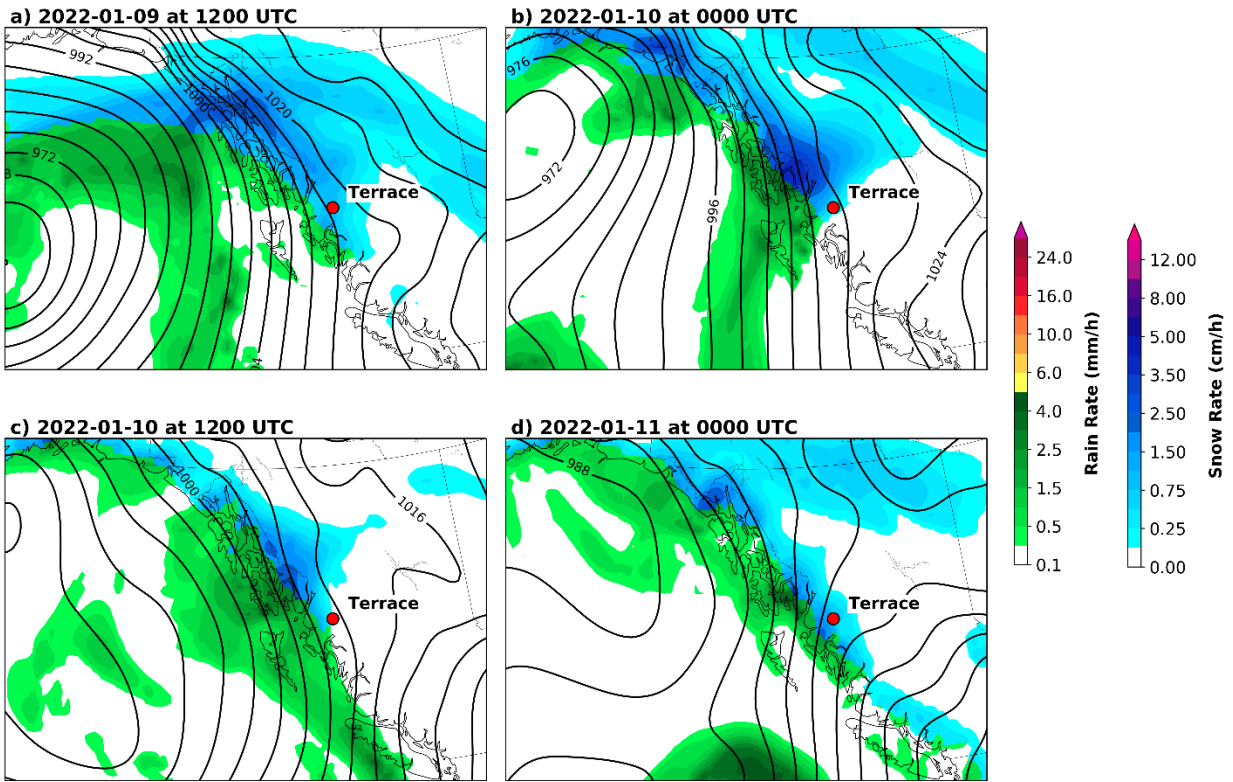 a) 2022-01-09 at 1200 UTC
992
1000
1020
972
Terrace
b) 2022-01-10 at 0000 UTC
976
972
996
1024
Terrace
c) 2022-01-10 at 1200 UTC
1000
1016
Terrace
d) 2022-01-11 at 0000 UTC
988
Terrace
24.0
16.0
10.0
6.0
4.0
2.5
1.5
0.5
0.1
Rain Rate (mm/h)
12.00
8.00
5.00
3.50
2.50
1.50
0.75
0.25
0.00
Snow Rate (cm/h)